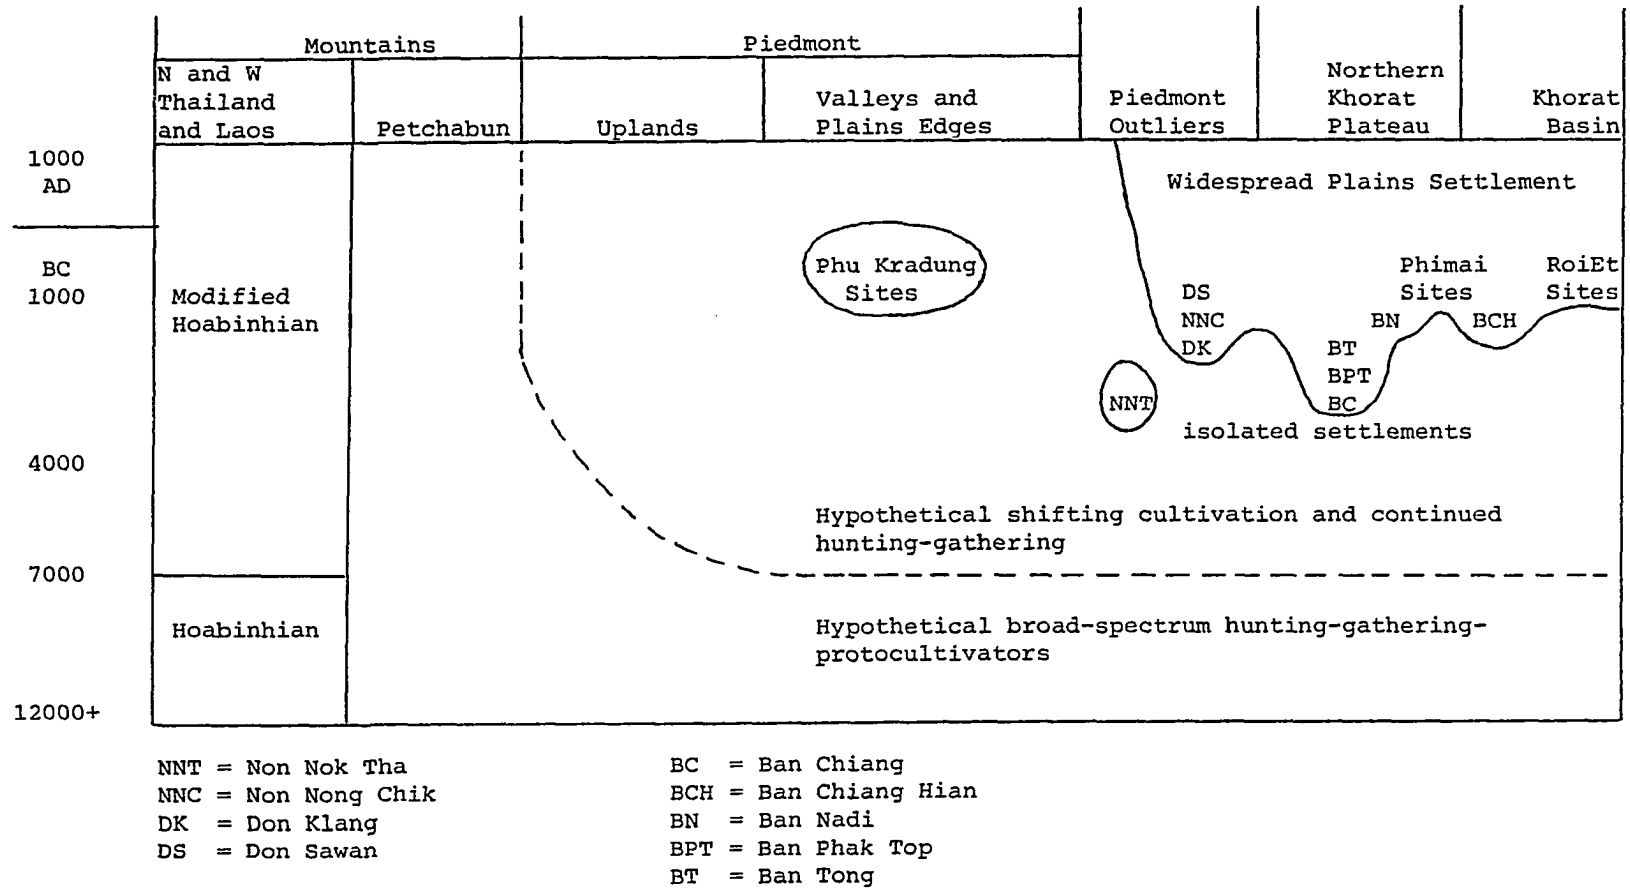 Mountains
Piedmont
N and W
Thailand
and Laos
Petchabun
Uplands
Valleys and
Plains Edges
Piedmont
Outliers
Northern
Khorat
Plateau
Khorat
Basin
1000
AD
BC
1000
4000
7000
12000+
Modified
Hoabinhian
Hoabinhian
Widespread Plains Settlement
Phu Kradung
Sites
DS
NNC
DK
NNT
BT
BPT
BC
Phimai
Sites
BN
BCH
RoiEt
Sites
isolated settlements
Hypothetical shifting cultivation and continued
hunting-gathering
Hypothetical broad-spectrum hunting-gathering-
protocultivators
NNT = Non Nok Tha
NNC = Non Nong Chik
DK = Don Klang
DS = Don Sawan
BC = Ban Chiang
BCH = Ban Chiang Hian
BN = Ban Nadi
BPT = Ban Phak Top
BT = Ban Tong